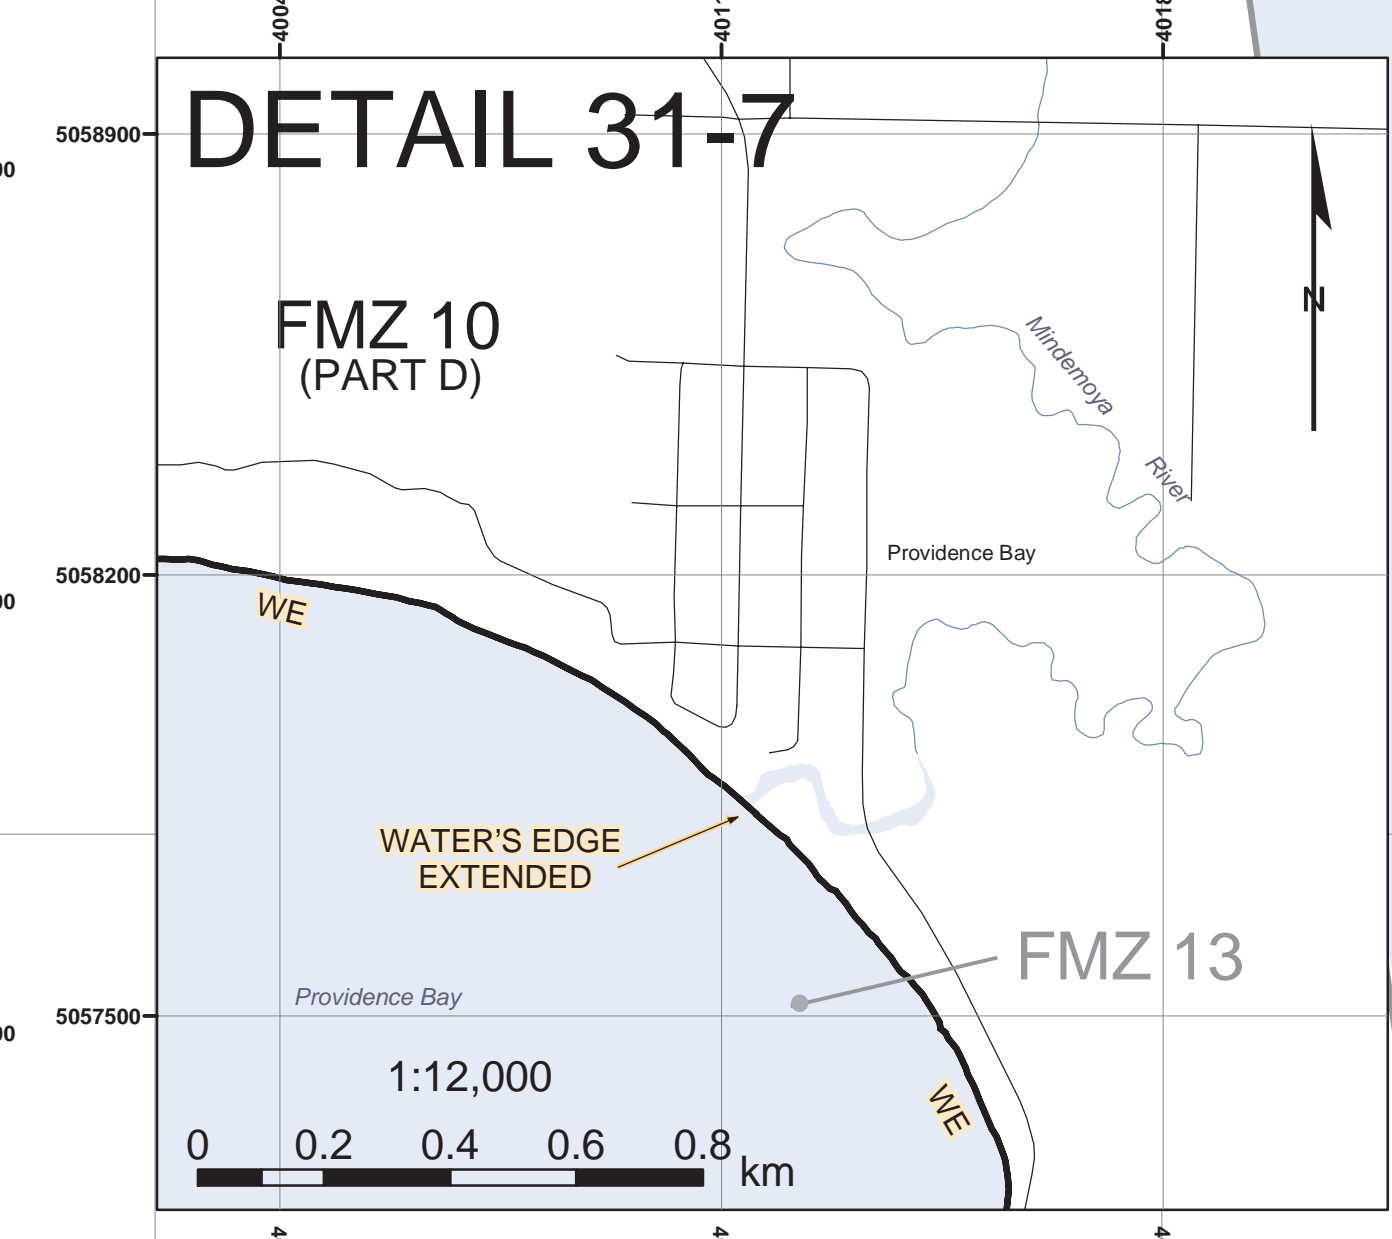 DETAIL 31-7
5058900
FMZ 10
(PART D)
N
Mindemoya
River
Providence Bay
5058200
WE
WATER'S EDGE
EXTENDED
FMZ 13
Providence Bay
5057500
1:12,000
WE
0 0.2 0.4 0.6 0.8 km